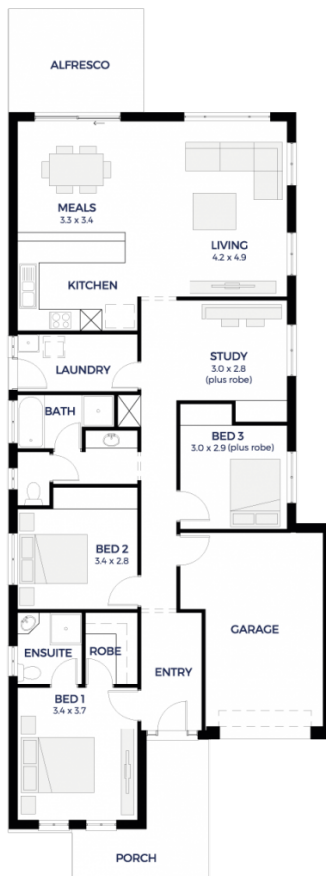 ALFRESCO
MEALS
3.3 x 3.4
LIVING
4.2 x 4.9
KITCHEN
STUDY
3.0 x 2.8
(plus robe)
LAUNDRY
BATH
BED 3
3.0 x 2.9 (plus robe)
BED 2
3.4 x 2.8
GARAGE
ENSUITE
ROBE
ENTRY
BED 1
3.4 x 3.7
PORCH